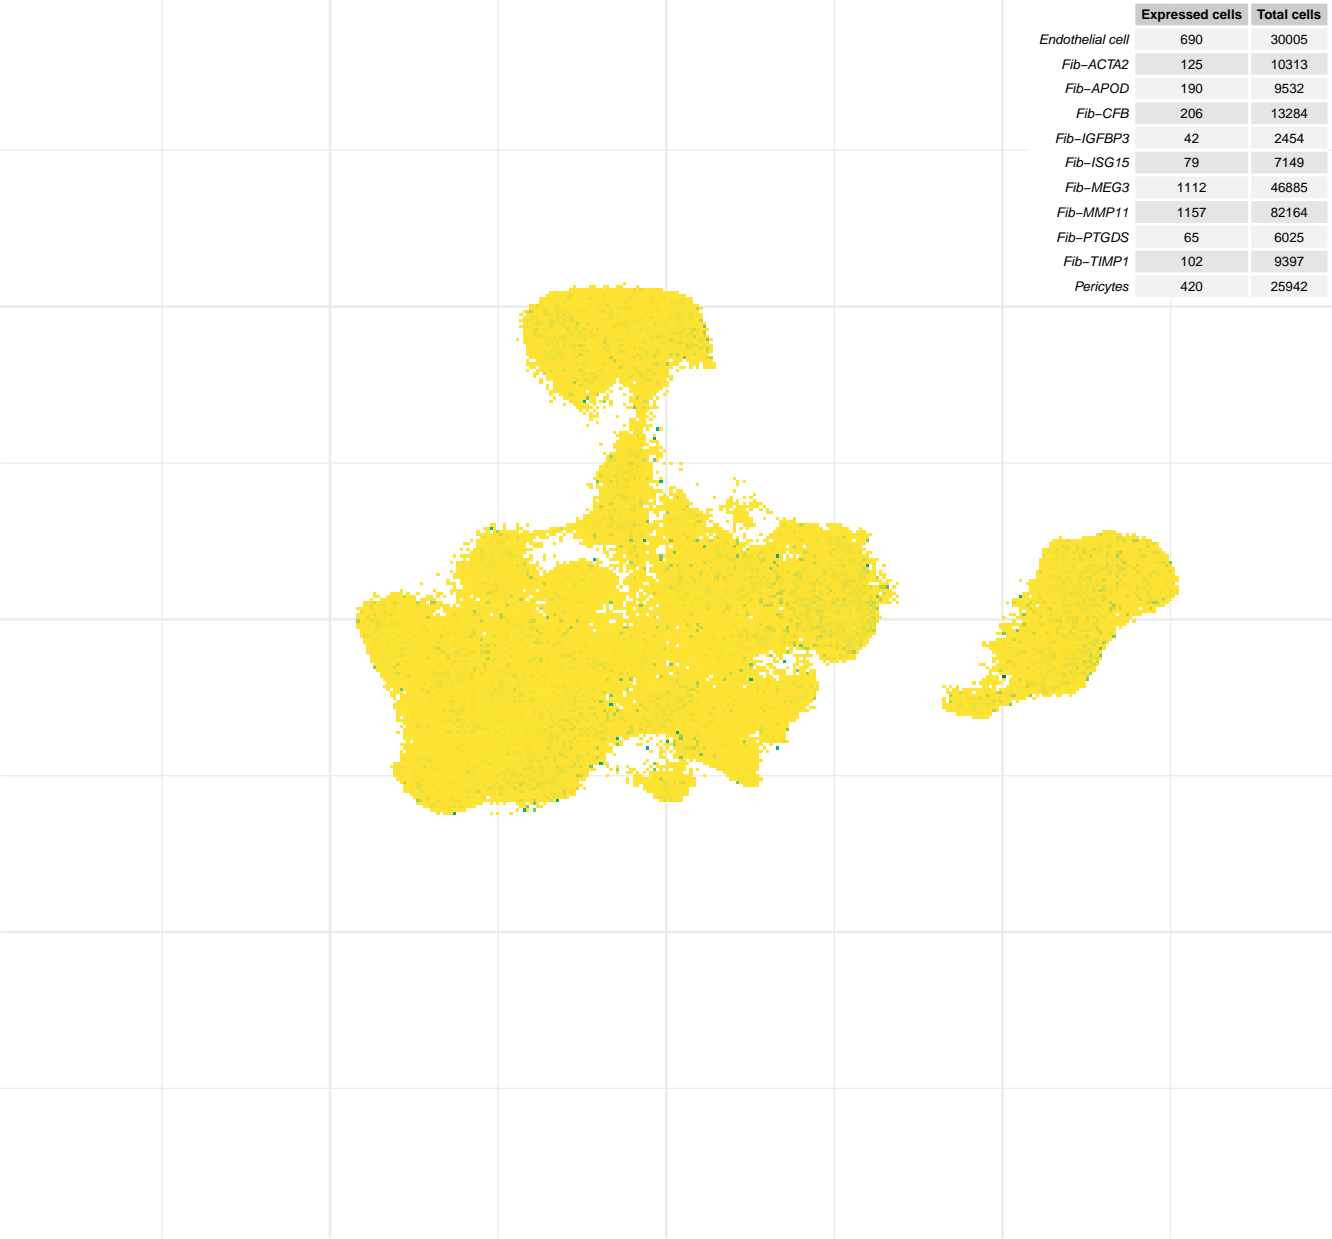 Expressed cells Total cells
Endothelial cell 690 30005
Fib−ACTA2 125 10313
Fib−APOD 190 9532
Fib−CFB 206 13284
Fib−IGFBP3 42 2454
Fib−ISG15 79 7149
Fib−MEG3 1112 46885
Fib−MMP11 1157 82164
Fib−PTGDS 65 6025
Fib−TIMP1 102 9397
Pericytes 420 25942